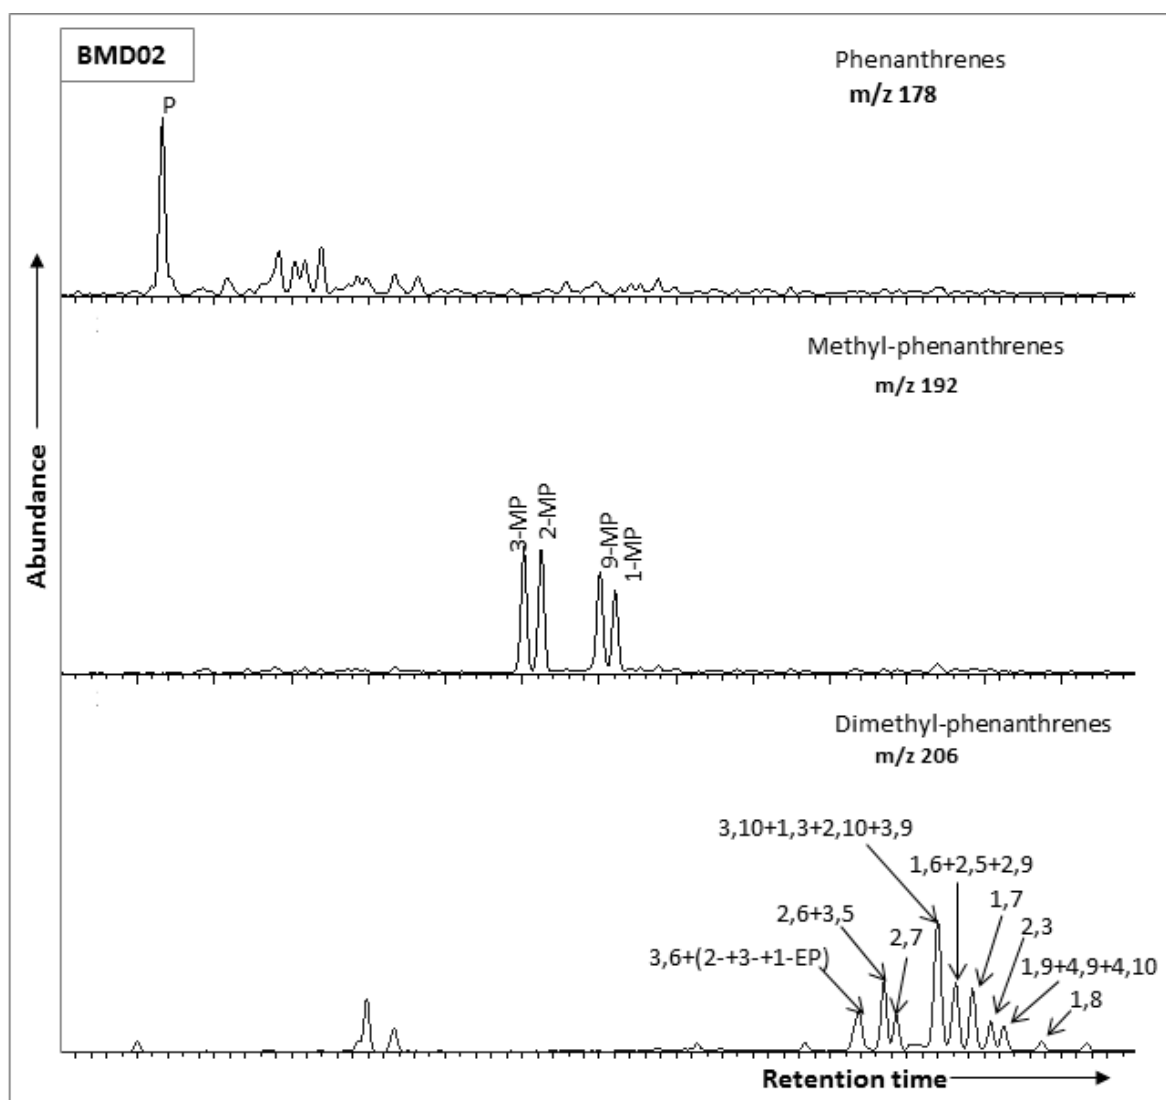 BMD02
Phenanthrenes
m/z 178
P
Methyl-phenanthrenes
m/z 192
3-MP
2-MP
9-MP
1-MP
Abundance
Dimethyl-phenanthrenes
m/z 206
3,10+1,3+2,10+3,9
1,6+2,5+2,9
1,7
2,6+3,5
2,7
2,3
3,6+(2-+3-+1-EP)
1,9+4,9+4,10
1,8
Retention time